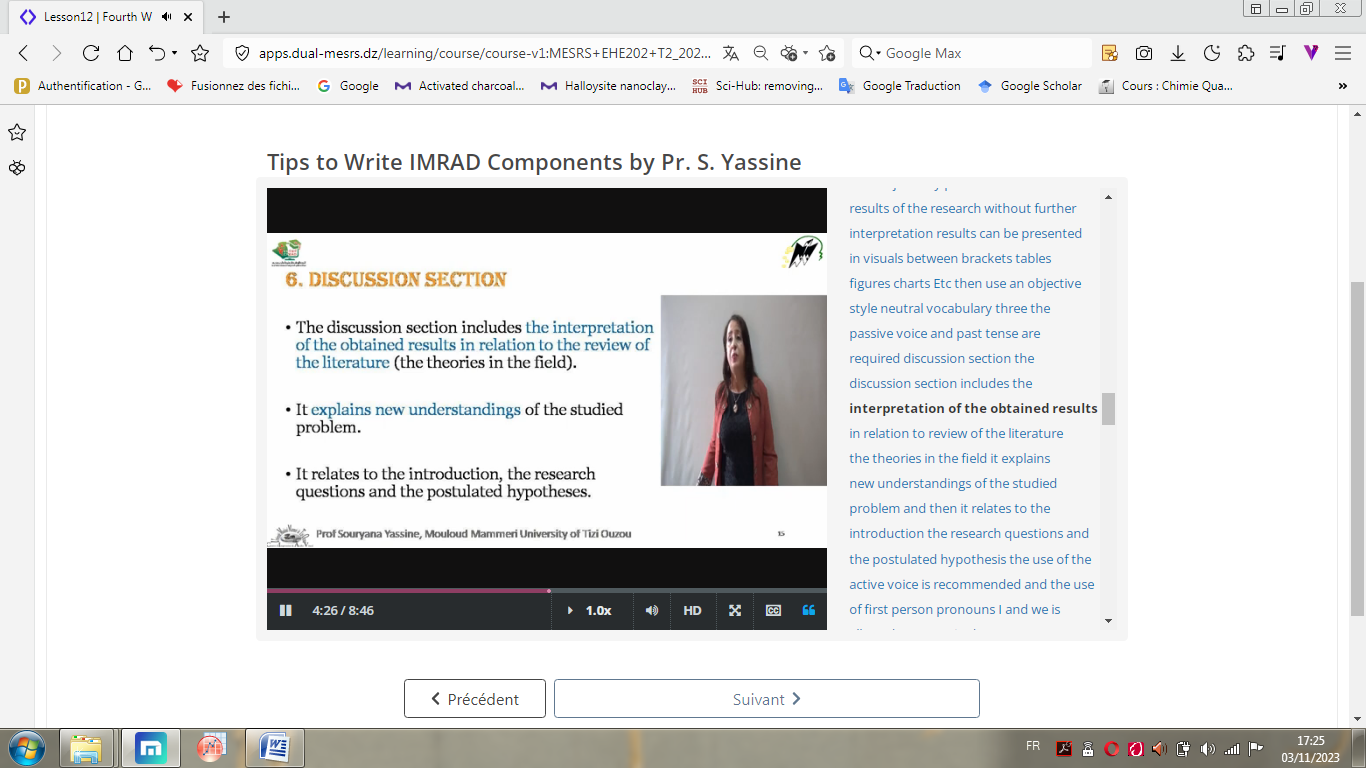 Lesson12 | Fourth W
apps.dual-mesrs.dz/learning/course/course-v1:MESRS+EHE202+T2_202...
Google Max
Authentification - G...
Fusionnez des fichi...
Google
Activated charcoal...
Halloysite nanoclay...
SCI HUB
Sci-Hub: removing...
Google Traduction
Google Scholar
Cours : Chimie Qua...
Tips to Write IMRAD Components by Pr. S. Yassine
6. DISCUSSION SECTION
• The discussion section includes the interpretation
of the obtained results in relation to the review of
the literature (the theories in the field).
• It explains new understandings of the studied
problem.
• It relates to the introduction, the research
questions and the postulated hypotheses.
Prof Souryana Yassine, Mouloud Mammeri University of Tizi Ouzou
15
4:26 / 8:46
1.0x
HD
results of the research without further
interpretation results can be presented
in visuals between brackets tables
figures charts Etc then use an objective
style neutral vocabulary three the
passive voice and past tense are
required discussion section the
discussion section includes the
interpretation of the obtained results
in relation to review of the literature
the theories in the field it explains
new understandings of the studied
problem and then it relates to the
introduction the research questions and
the postulated hypothesis the use of the
active voice is recommended and the use
of first person pronouns I and we is
Précédent
Suivant
FR
17:25
03/11/2023